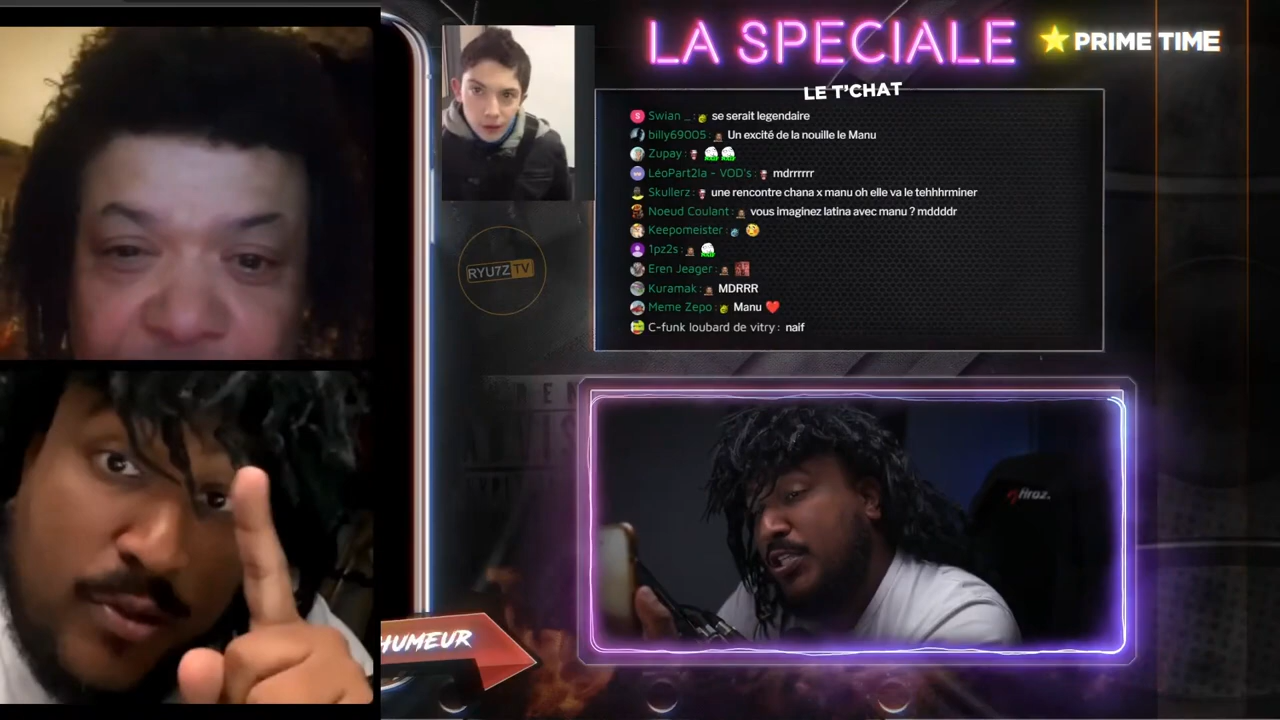 LA SPECIALE
PRIME TIME
LE T'CHAT
Swian _ : se serait legendaire
billy69005 : Un excité de la nouille le Manu
Zupay :
LéoPart2la - VOD's : mdrrrrrr
Skullerz : une rencontre chana x manu oh elle va le tehhhrminer
Noeud Coulant : vous imaginez latina avec manu ? mddddr
Keepomeister :
1pz2s :
Eren Jeager :
Kuramak : MDRRR
Meme Zepo : Manu
C-funk loubard de vitry : naif
RYU7Z TV
HUMEUR